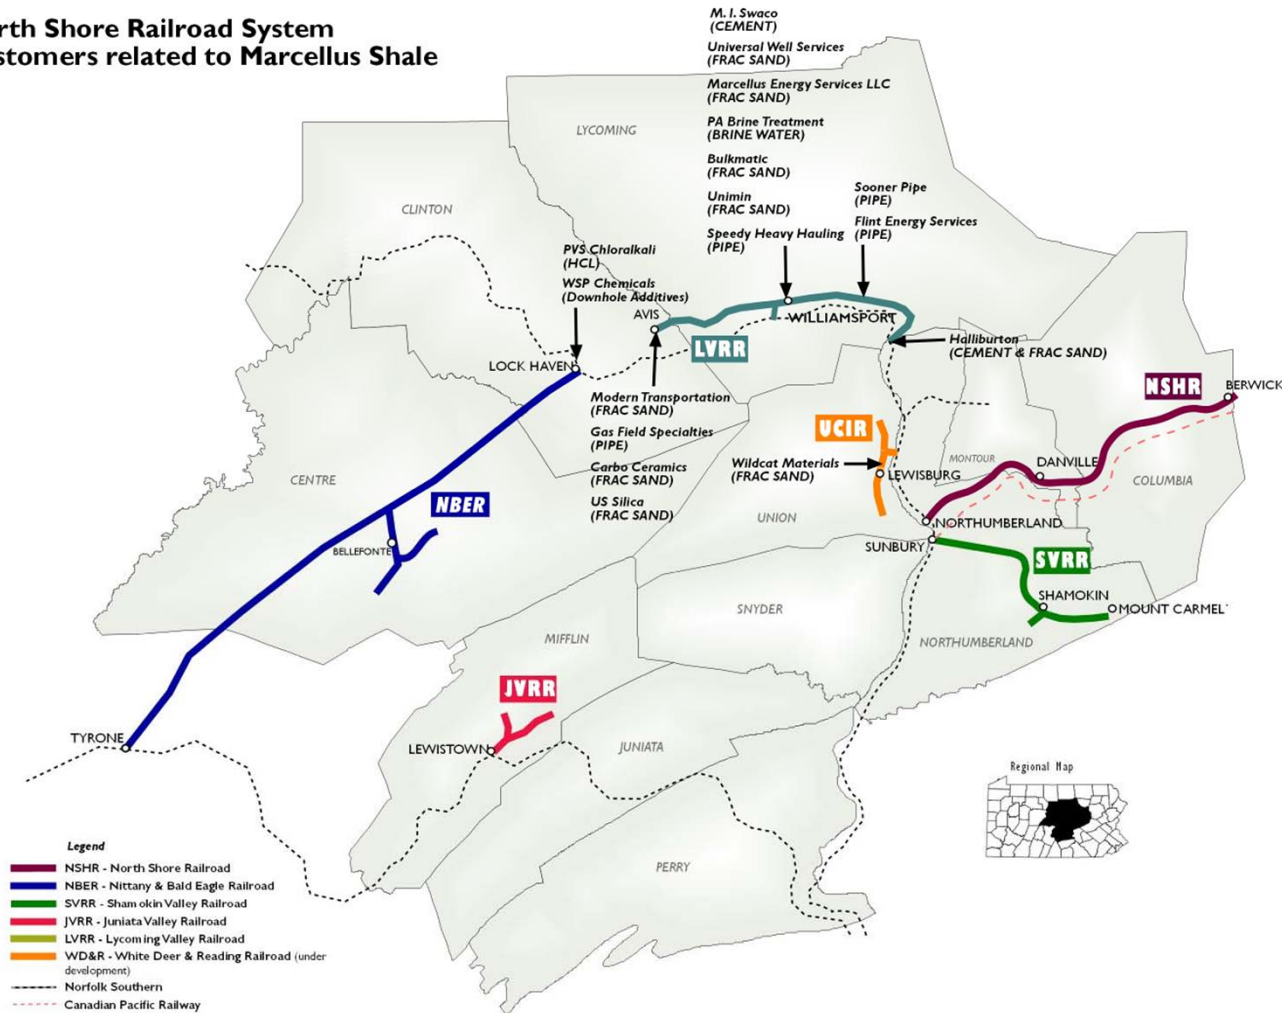 rth Shore Railroad System
stomers related to Marcellus Shale
M. I. Swaco
(CEMENT)
Universal Well Services
(FRAC SAND)
Marcellus Energy Services LLC
(FRAC SAND)
PA Brine Treatment
(BRINE WATER)
Bulkmatic
(FRAC SAND)
Unimin
(FRAC SAND)
Speedy Heavy Hauling
(PIPE)
Sooner Pipe
(PIPE)
Flint Energy Services
(PIPE)
LYCOMING
CLINTON
PVS Chloralkali
(HCL)
WSP Chemicals
(Downhole Additives)
AVIS
WILLIAMSPORT
LVRR
Halliburton
(CEMENT & FRAC SAND)
LOCK HAVEN
Modern Transportation
(FRAC SAND)
Gas Field Specialties
(PIPE)
Carbo Ceramics
(FRAC SAND)
US Silica
(FRAC SAND)
NSHR
BERWICK
UCIR
Wildcat Materials
(FRAC SAND)
LEWISBURG
MONTOUR
DANVILLE
COLUMBIA
CENTRE
NBER
BELLEFONTE
UNION
NORTHUMBERLAND
SUNBURY
SVRR
SHAMOKIN
MOUNT CARMEL
SNYDER
NORTHUMBERLAND
MIFFLIN
JVRR
TYRONE
LEWISTOWN
JUNIATA
PERRY
Regional Map
Legend
NSHR - North Shore Railroad
NBER - Nittany & Bald Eagle Railroad
SVRR - Shamokin Valley Railroad
JVRR - Juniata Valley Railroad
LVRR - Lycoming Valley Railroad
WD&R - White Deer & Reading Railroad (under
development)
Norfolk Southern
Canadian Pacific Railway